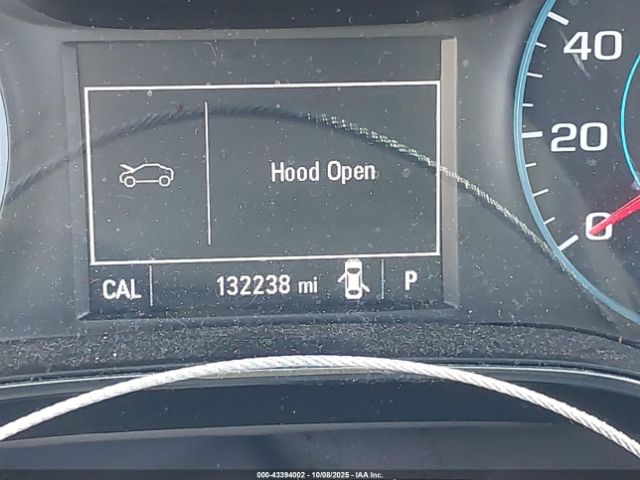 40
20
0
Hood Open
CAL 132238 mi P
000-43394002 10/08/2025 - IAA Inc.